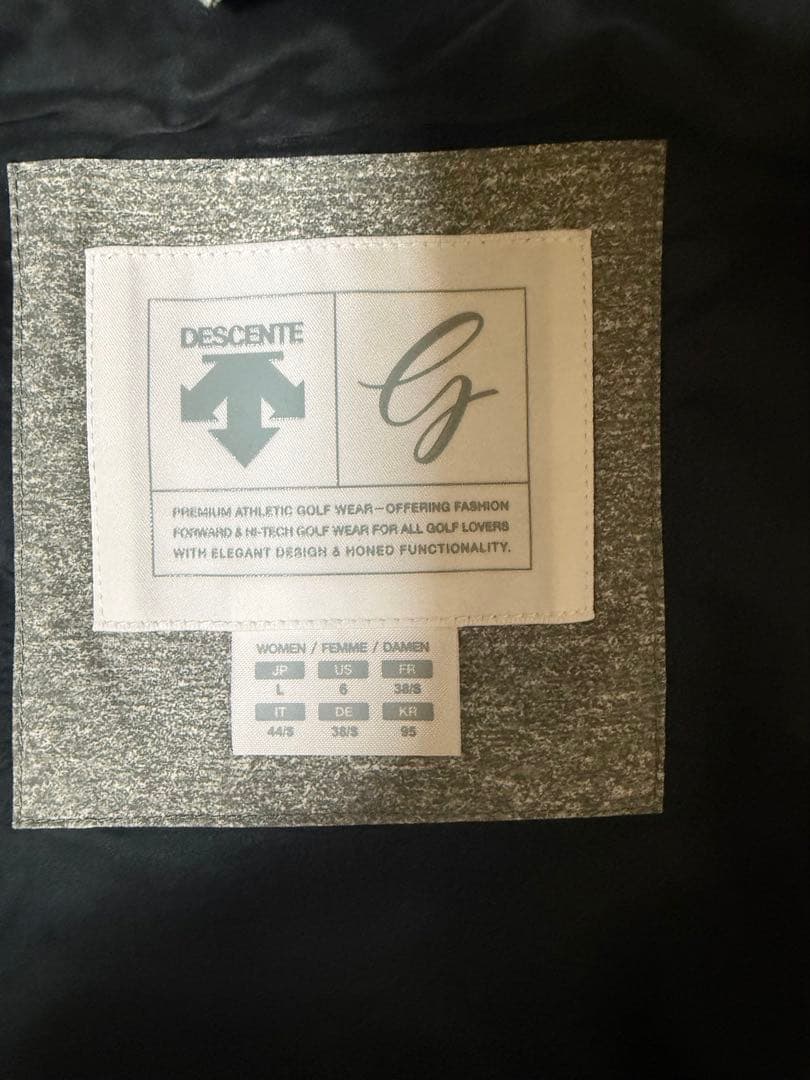 DESCENTE
G
PREMIUM ATHLETIC GOLF WEAR—OFFERING FASHION
FORWARD & HI-TECH GOLF WEAR FOR ALL GOLF LOVERS
WITH ELEGANT DESIGN & HONED FUNCTIONALITY.
WOMEN / FEMME / DAMEN
JP US FR
L 6 38/S
IT DE KR
44/S 38/S 95